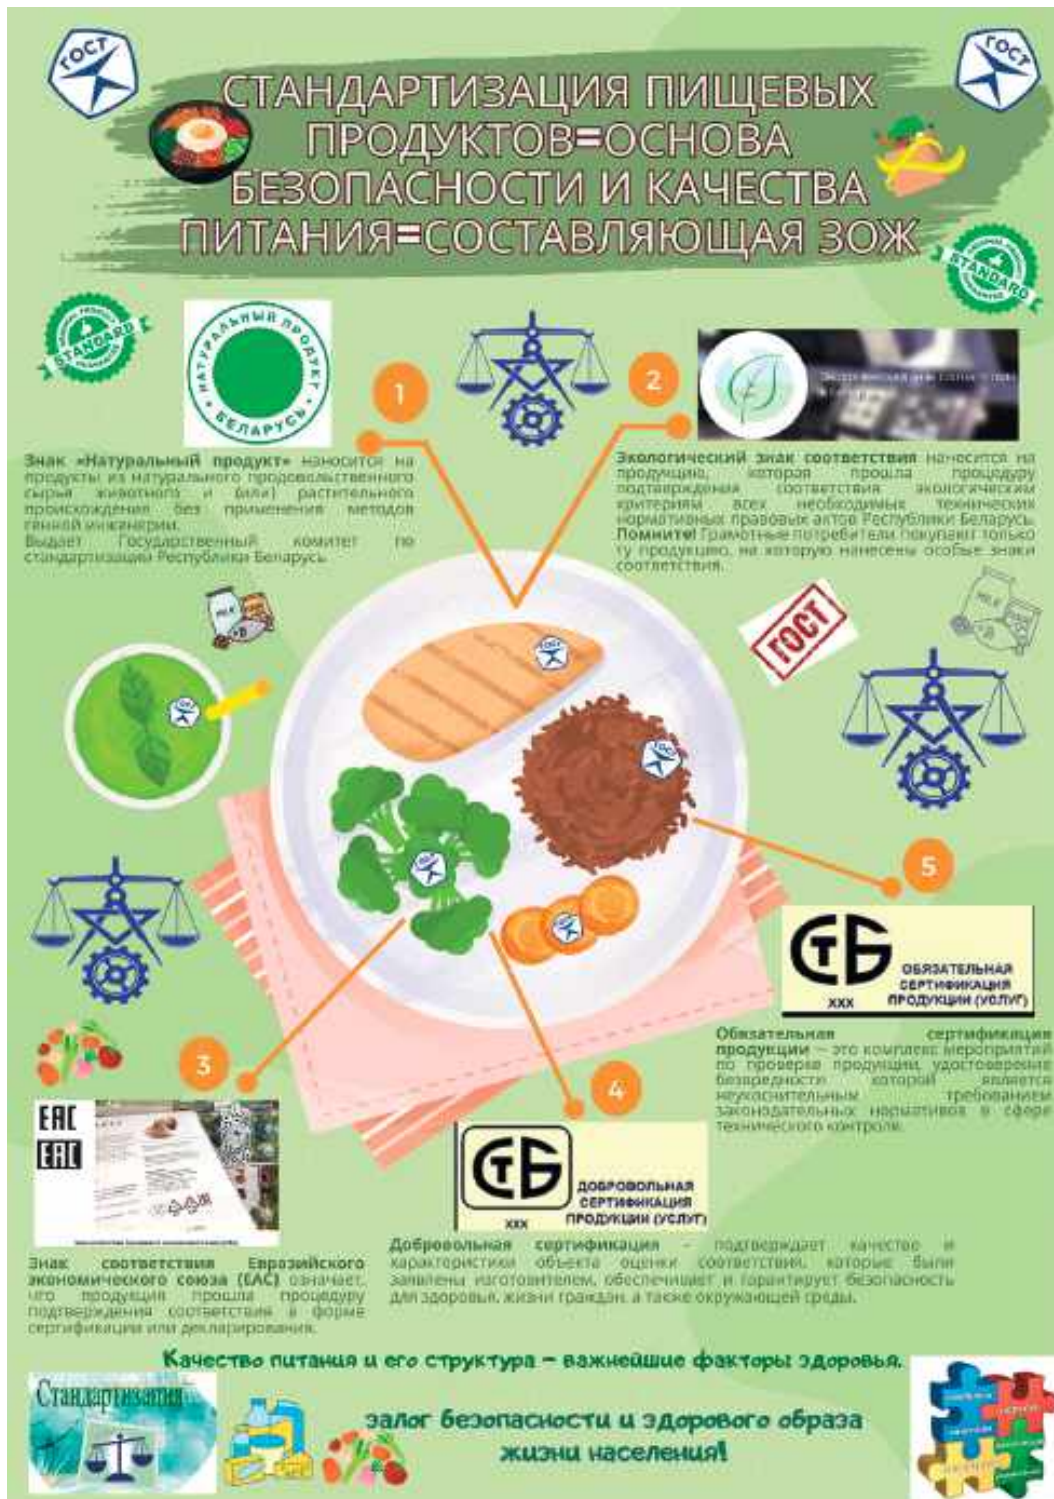 ГОСТ
ГОСТ
СТАНДАРТИЗАЦИЯ ПИЩЕВЫХ
ПРОДУКТОВ=ОСНОВА
БЕЗОПАСНОСТИ И КАЧЕСТВА
ПИТАНИЯ=СОСТАВЛЯЮЩАЯ ЗОЖ
STANDARD
STANDARD
НАТУРАЛЬНЫЙ ПРОДУКТ
БЕЛАРУСЬ
1
2
Знак «Натуральный продукт» наносится на
продукты из натурального продовольственного
сырья животного и (или) растительного
происхождения без применения методов
генной инженерии.
Выдает Государственный комитет по
стандартизации Республики Беларусь
Экологический знак соответствия наносится на
продукцию, которая прошла процедуру
подтверждения соответствия экологическим
критериям всех необходимых технических
нормативных правовых актов Республики Беларусь.
Помните! Грамотные потребители покупают только
ту продукцию, на которую нанесены особые знаки
соответствия.
MILK
ГОСТ
MILK
ГОСТ
ГОСТ
ГОСТ
ГОСТ
ГОСТ
5
СТБ
ОБЯЗАТЕЛЬНАЯ
СЕРТИФИКАЦИЯ
XXX ПРОДУКЦИИ (УСЛУГ)
Обязательная сертификация
продукции – это комплекс мероприятий
по проверке продукции, удостоверение
безвредности которой является
неукоснительным требованием
законодательных нормативов в сфере
технического контроля.
3
4
EAC
EAC
СТБ
ДОБРОВОЛЬНАЯ
СЕРТИФИКАЦИЯ
XXX ПРОДУКЦИИ (УСЛУГ)
Знак соответствия Евразийского
экономического союза (ЕАС) означает,
что продукция прошла процедуру
подтверждения соответствия в форме
сертификации или декларирования.
Добровольная сертификация - подтверждает качество и
характеристики объекта оценки соответствия, которые были
заявлены изготовителем, обеспечивает и гарантирует безопасность
для здоровья, жизни граждан, а также окружающей среды.
Качество питания и его структура – важнейшие факторы здоровья.
Стандартизация
залог безопасности и здорового образа
жизни населения!